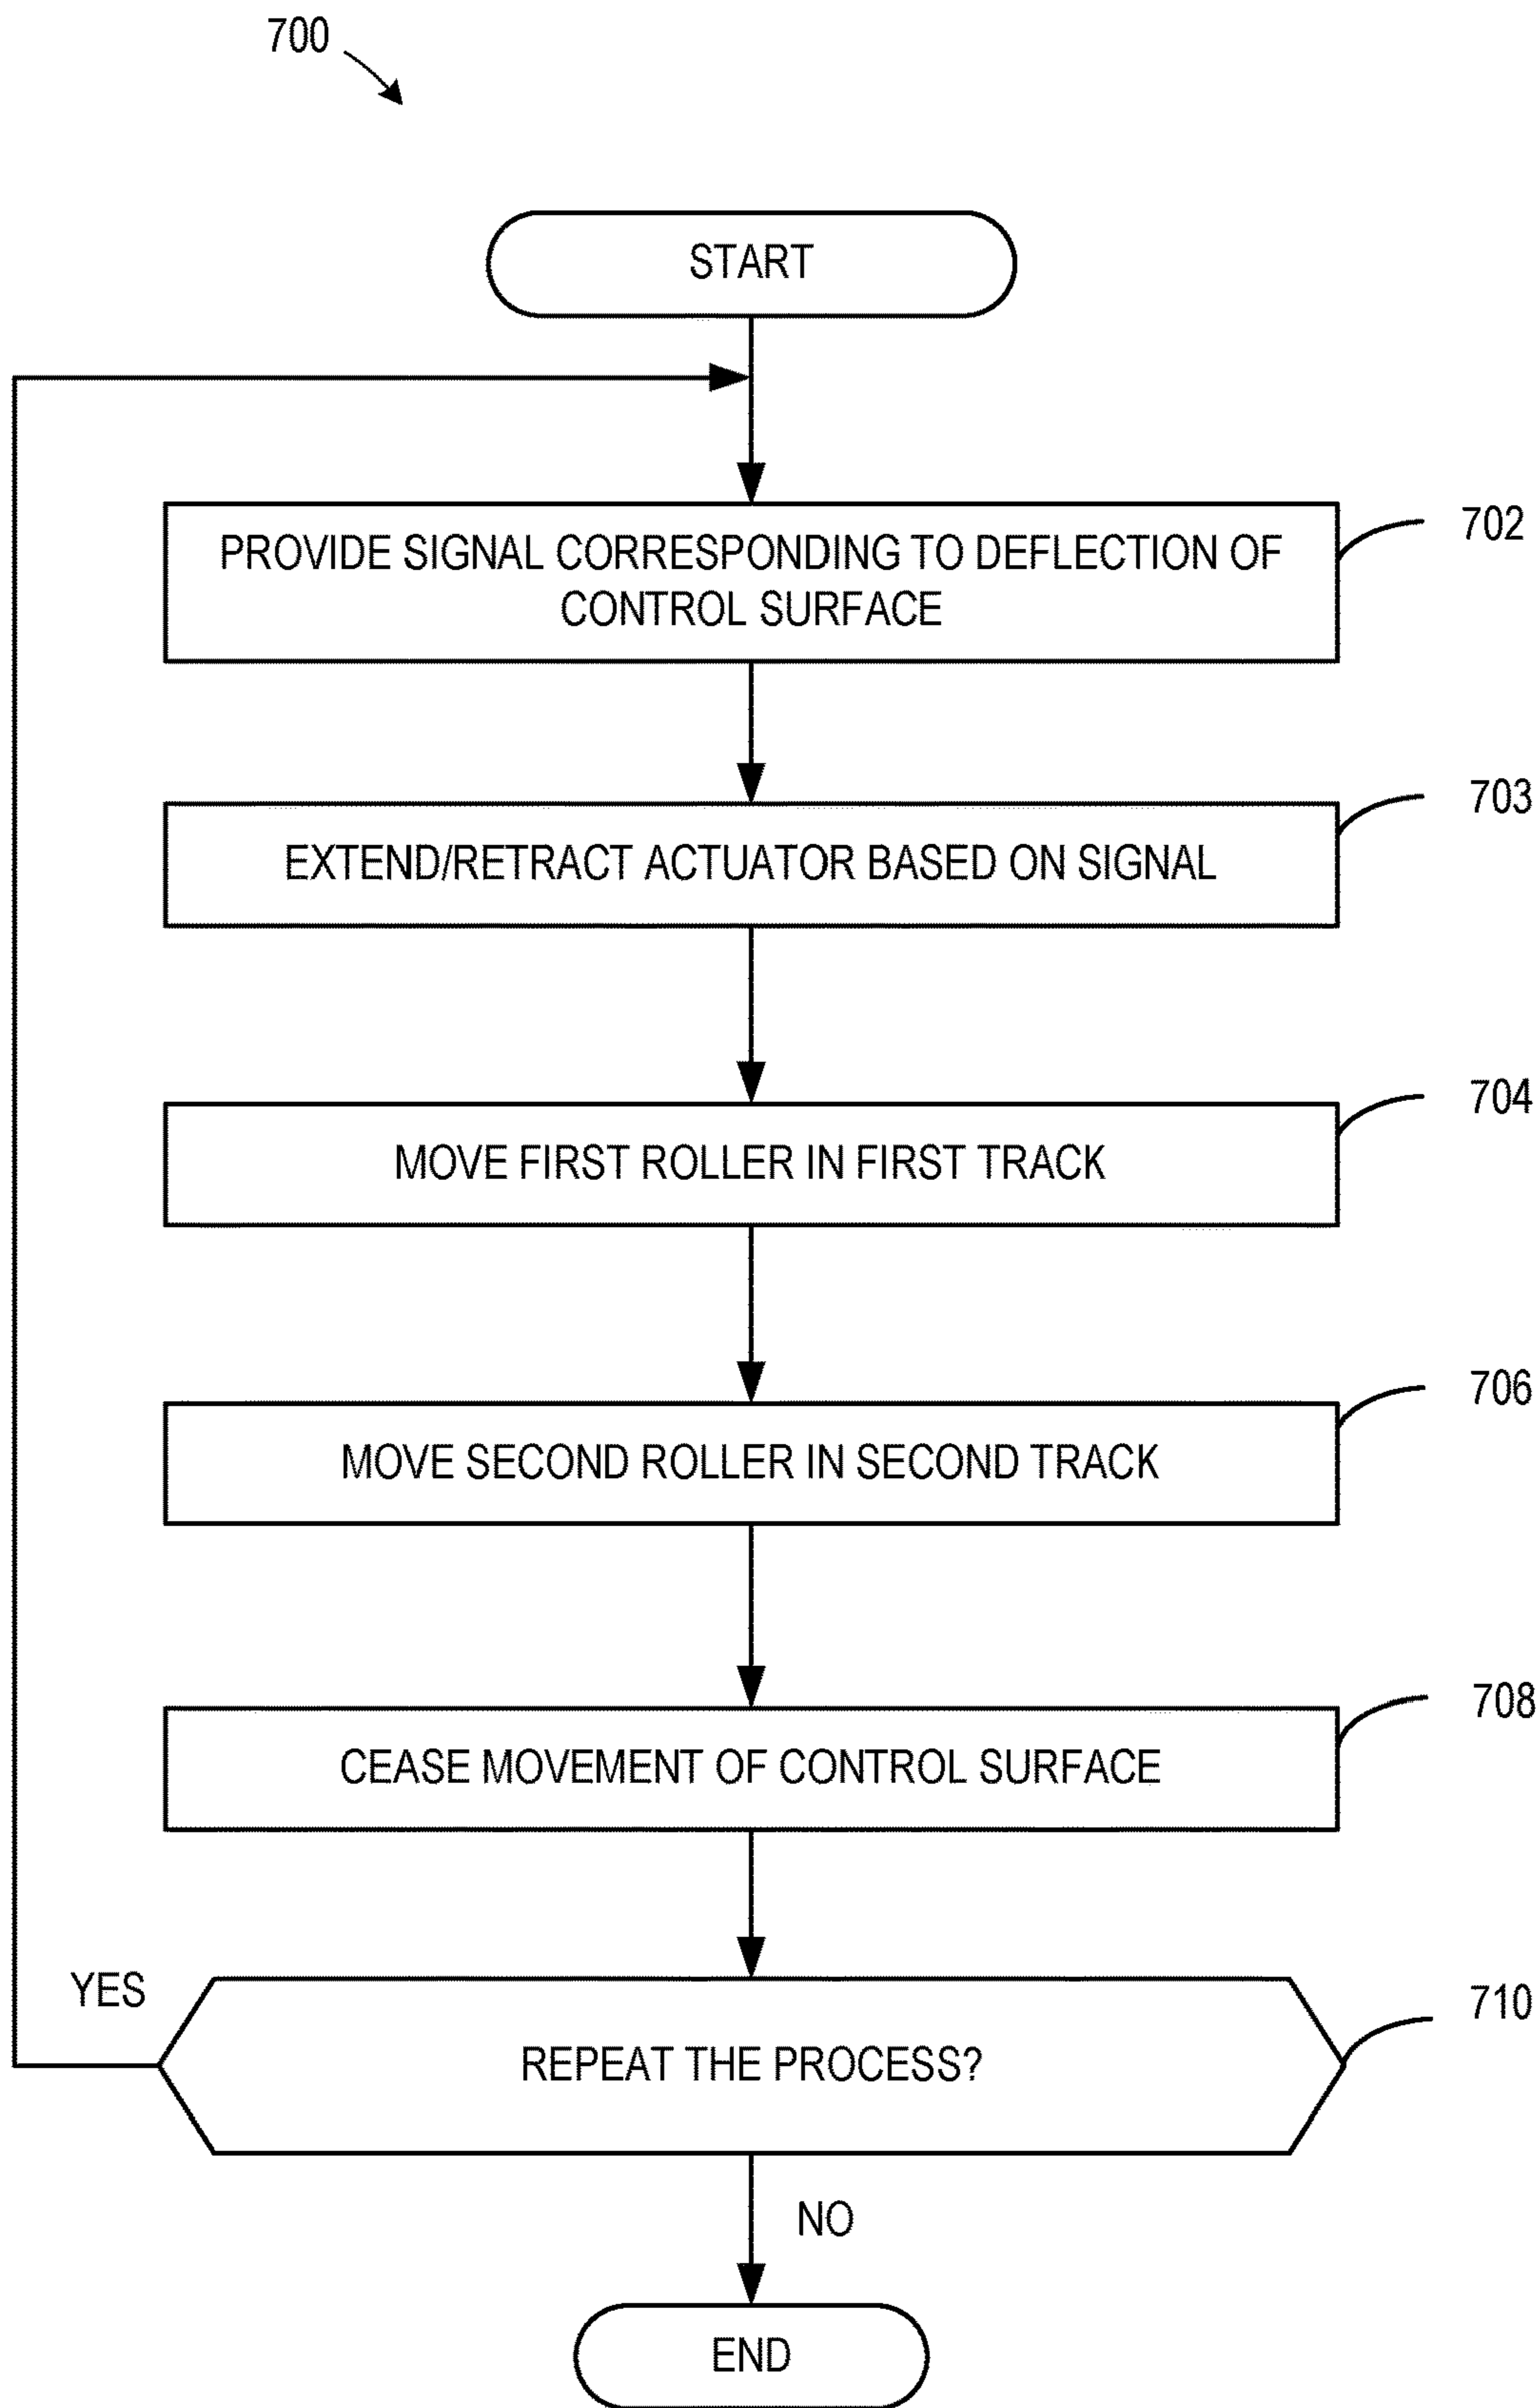 700
START
PROVIDE SIGNAL CORRESPONDING TO DEFLECTION OF
CONTROL SURFACE
702
EXTEND/RETRACT ACTUATOR BASED ON SIGNAL
703
MOVE FIRST ROLLER IN FIRST TRACK
704
MOVE SECOND ROLLER IN SECOND TRACK
706
CEASE MOVEMENT OF CONTROL SURFACE
708
YES
REPEAT THE PROCESS?
710
NO
END